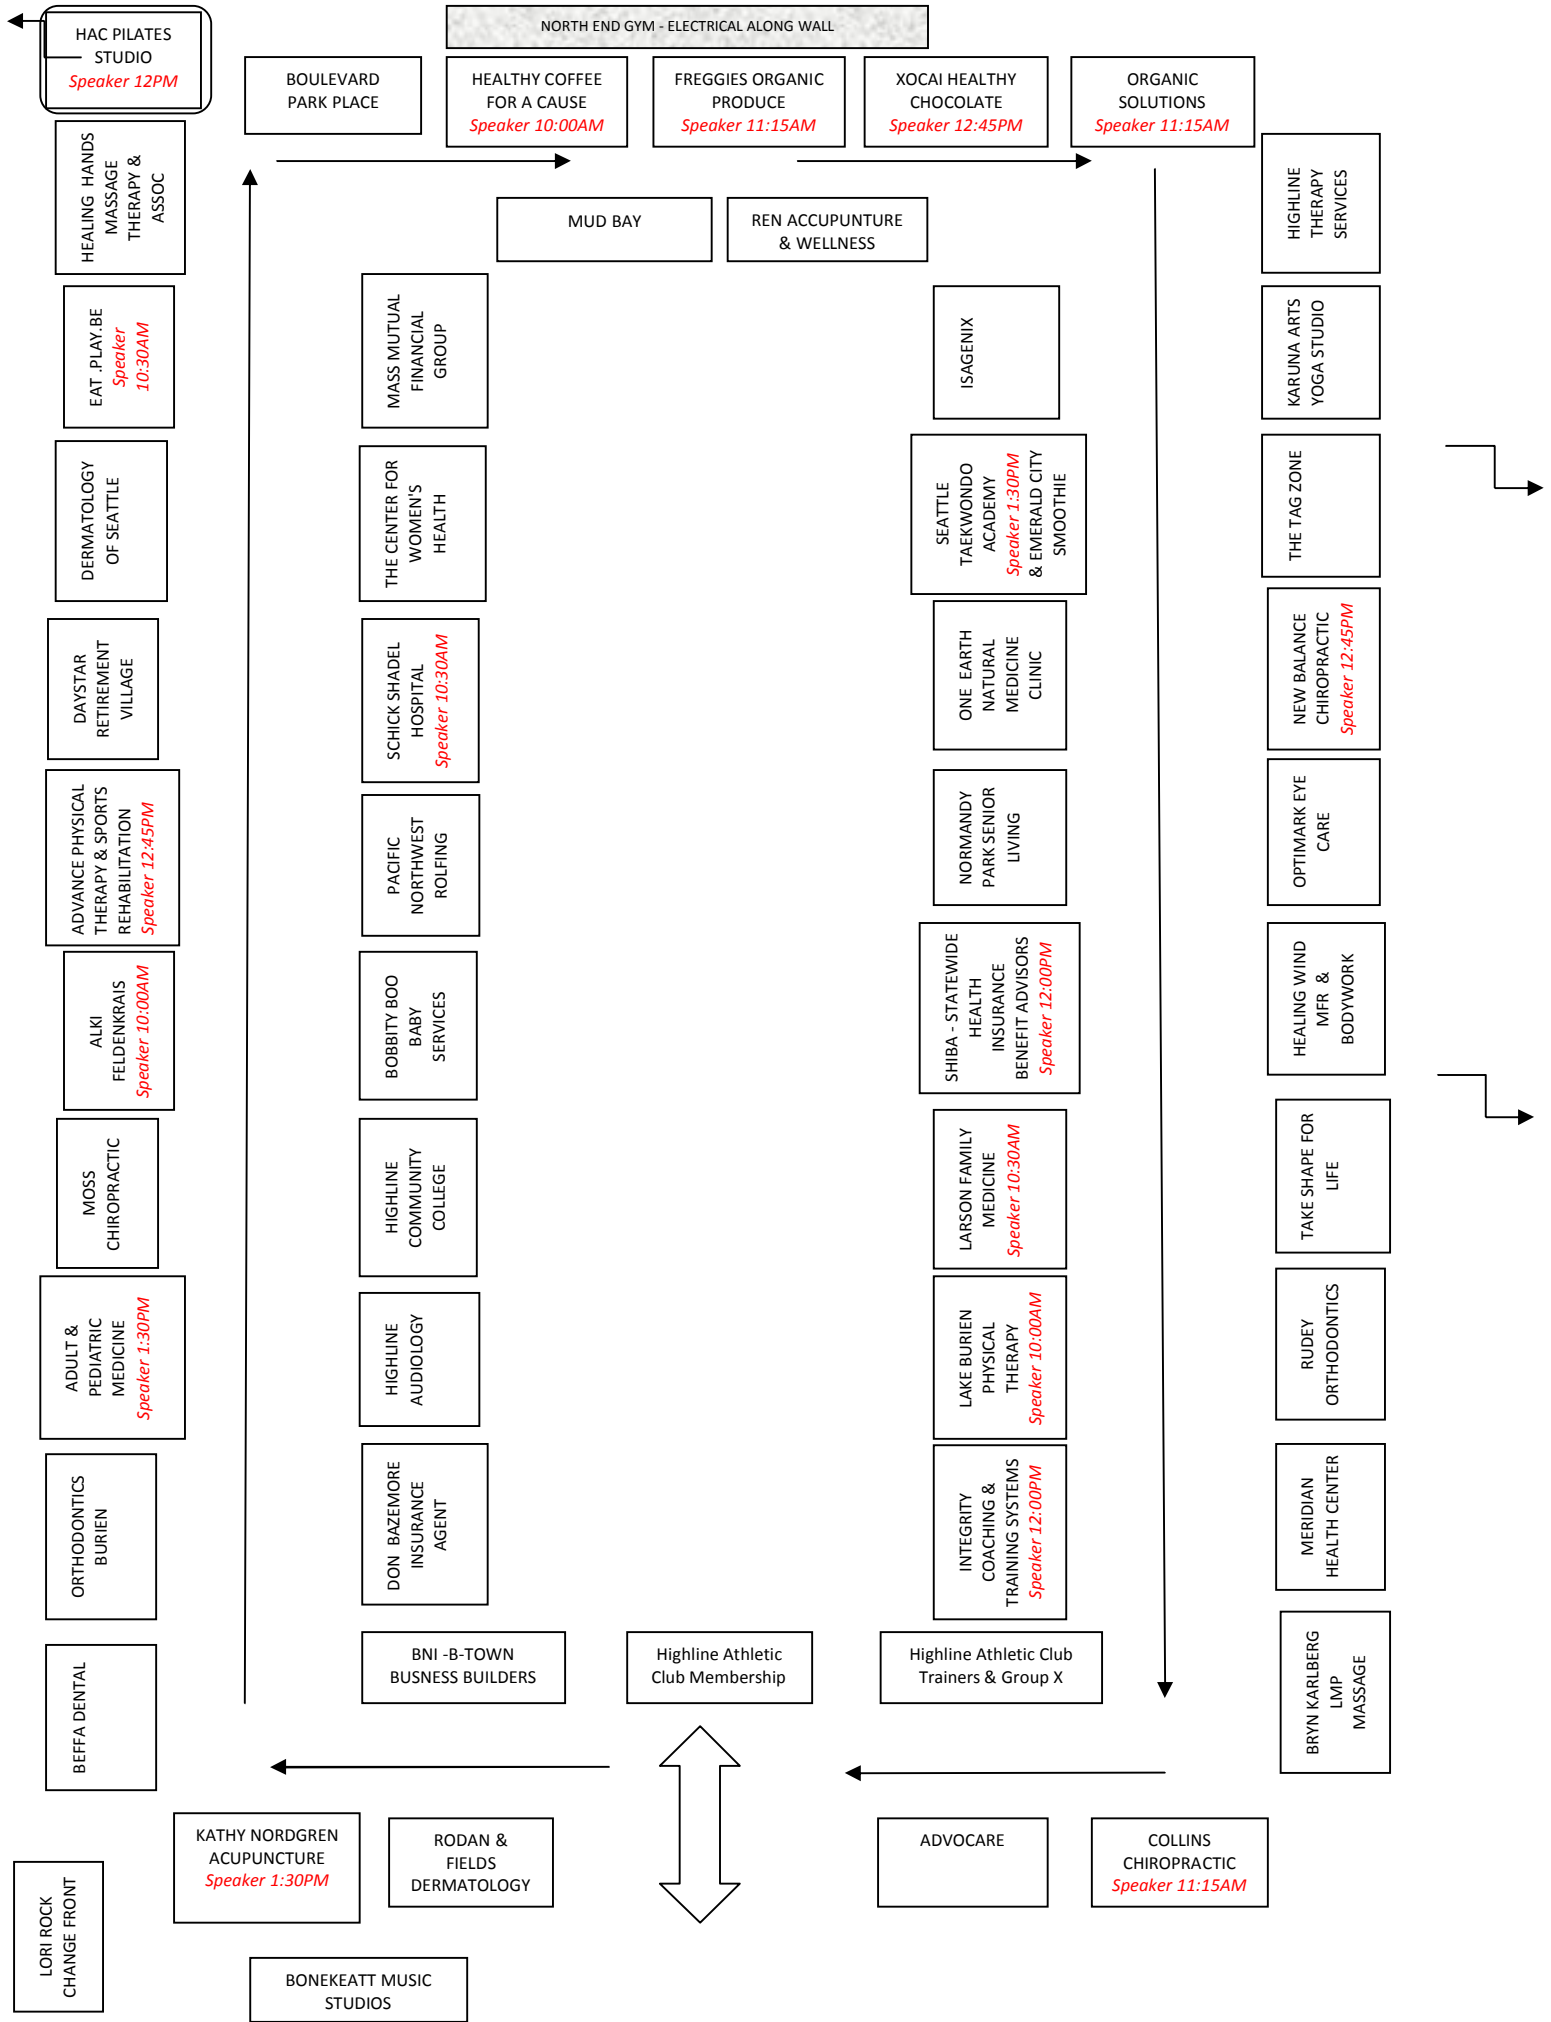 HAC PILATES
STUDIO
Speaker 12PM
NORTH END GYM - ELECTRICAL ALONG WALL
BOULEVARD
PARK PLACE
HEALTHY COFFEE
FOR A CAUSE
Speaker 10:00AM
FREGGIES ORGANIC
PRODUCE
Speaker 11:15AM
XOCAI HEALTHY
CHOCOLATE
Speaker 12:45PM
ORGANIC
SOLUTIONS
Speaker 11:15AM
MUD BAY
REN ACCUPUNTURE
& WELLNESS
HEALING HANDS
MASSAGE
THERAPY &
ASSOC
EAT .PLAY.BE
Speaker
10:30AM
DERMATOLOGY
OF SEATTLE
DAYSTAR
RETIREMENT
VILLAGE
ADVANCE PHYSICAL
THERAPY & SPORTS
REHABILITATION
Speaker 12:45PM
ALKI
FELDENKRAIS
Speaker 10:00AM
MOSS
CHIROPRACTIC
ADULT &
PEDIATRIC
MEDICINE
Speaker 1:30PM
ORTHODONTICS
BURIEN
BEFFA DENTAL
MASS MUTUAL
FINANCIAL
GROUP
THE CENTER FOR
WOMEN'S
HEALTH
SCHICK SHADEL
HOSPITAL
Speaker 10:30AM
PACIFIC
NORTHWEST
ROLFING
BOBBITY BOO
BABY
SERVICES
HIGHLINE
COMMUNITY
COLLEGE
HIGHLINE
AUDIOLOGY
DON BAZEMORE
INSURANCE
AGENT
ISAGENIX
SEATTLE
TAEKWONDO
ACADEMY
Speaker 1:30PM
& EMERALD CITY
SMOOTHIE
ONE EARTH
NATURAL
MEDICINE
CLINIC
NORMANDY
PARK SENIOR
LIVING
SHIBA - STATEWIDE
HEALTH
INSURANCE
BENEFIT ADVISORS
Speaker 12:00PM
LARSON FAMILY
MEDICINE
Speaker 10:30AM
LAKE BURIEN
PHYSICAL
THERAPY
Speaker 10:00AM
INTEGRITY
COACHING &
TRAINING SYSTEMS
Speaker 12:00PM
HIGHLINE
THERAPY
SERVICES
KARUNA ARTS
YOGA STUDIO
THE TAG ZONE
NEW BALANCE
CHIROPRACTIC
Speaker 12:45PM
OPTIMARK EYE
CARE
HEALING WIND
MFR &
BODYWORK
TAKE SHAPE FOR
LIFE
RUDEY
ORTHODONTICS
MERIDIAN
HEALTH CENTER
BRYN KARLBERG
LMP
MASSAGE
BNI -B-TOWN
BUSNESS BUILDERS
Highline Athletic
Club Membership
Highline Athletic Club
Trainers & Group X
KATHY NORDGREN
ACUPUNCTURE
Speaker 1:30PM
RODAN &
FIELDS
DERMATOLOGY
ADVOCARE
COLLINS
CHIROPRACTIC
Speaker 11:15AM
LORI ROCK
CHANGE FRONT
BONEKEATT MUSIC
STUDIOS